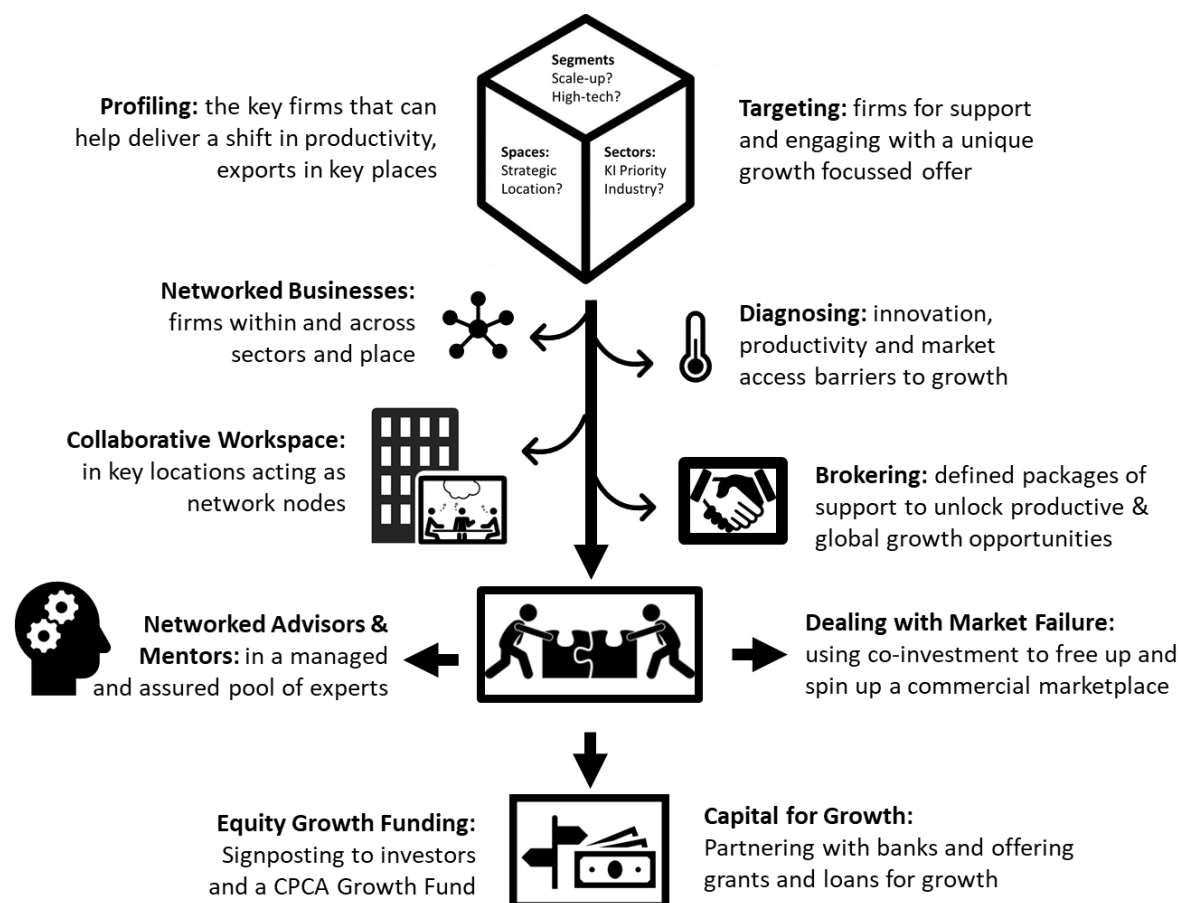 Segments
Scale-up?
High-tech?
Profiling: the key firms that can
help deliver a shift in productivity,
exports in key places
Spaces:
Strategic
Location?
Sectors:
KI Priority
Industry?
Targeting: firms for support
and engaging with a unique
growth focussed offer
Networked Businesses:
firms within and across
sectors and place
Diagnosing: innovation,
productivity and market
access barriers to growth
Collaborative Workspace:
in key locations acting as
network nodes
Brokering: defined packages of
support to unlock productive &
global growth opportunities
Networked Advisors &
Mentors: in a managed
and assured pool of experts
Dealing with Market Failure:
using co-investment to free up and
spin up a commercial marketplace
Equity Growth Funding:
Signposting to investors
and a CPCA Growth Fund
Capital for Growth:
Partnering with banks and offering
grants and loans for growth